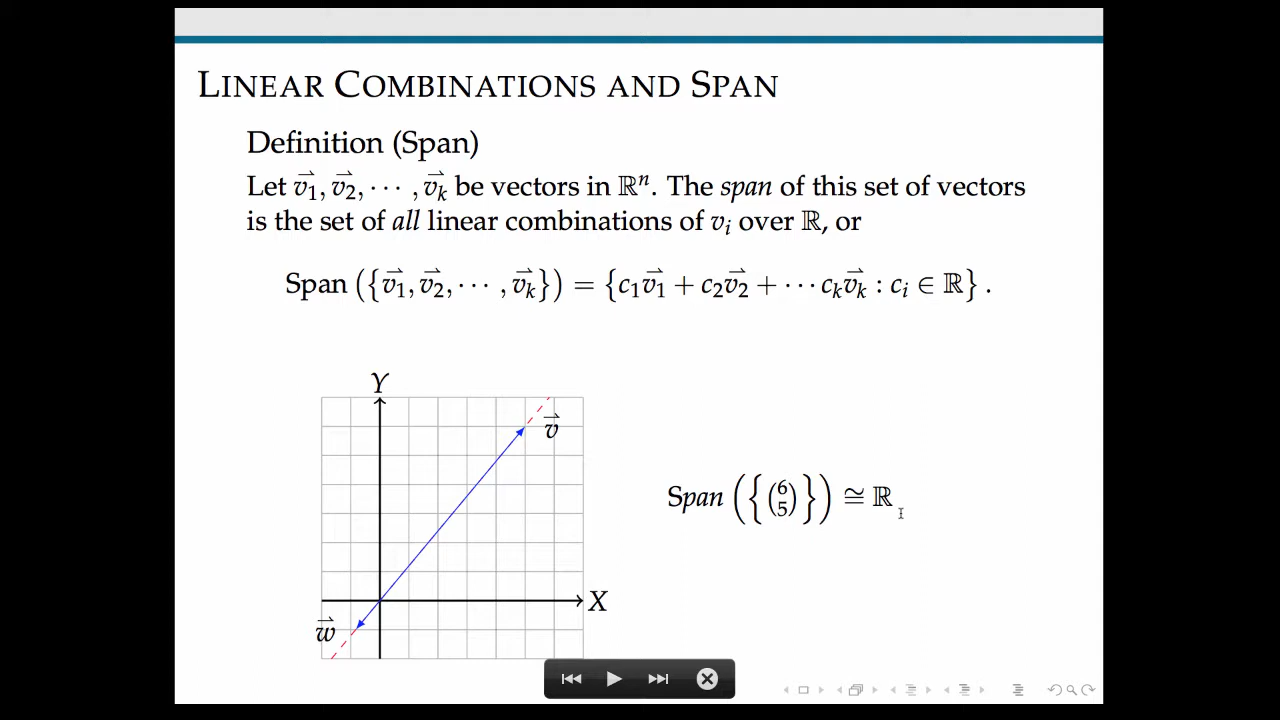 LINEAR COMBINATIONS AND SPAN
Definition (Span)
Let v⃗₁, v⃗₂, ⋯ , v⃗ₖ be vectors in ℝⁿ. The span of this set of vectors
is the set of all linear combinations of vᵢ over ℝ, or
Span ({v⃗₁, v⃗₂, ⋯ , v⃗ₖ}) = {c₁v⃗₁ + c₂v⃗₂ + ⋯ cₖv⃗ₖ : cᵢ ∈ ℝ} .
Y
v⃗
Span ({(6 5)}) ≅ ℝ
X
w⃗